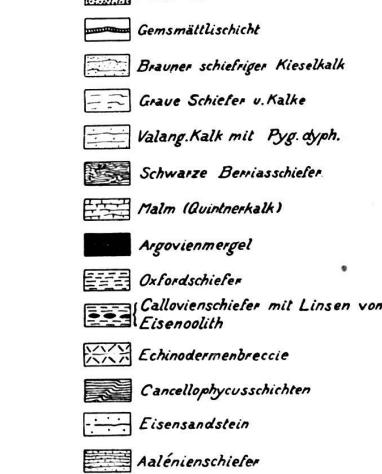 Gemsmättlischicht
Brauner schiefriger Kieselkalk
Graue Schiefer u. Kalke
Valang. Kalk mit Pyg. dyph.
Schwarze Berriasschiefer
Malm (Quintnerkalk)
Argovienmergel
Oxfordschiefer
Callovienschiefer mit Linsen von
Eisenoolith
Echinodermenbreccie
Cancellophycusschichten
Eisensandstein
Aalénienschiefer